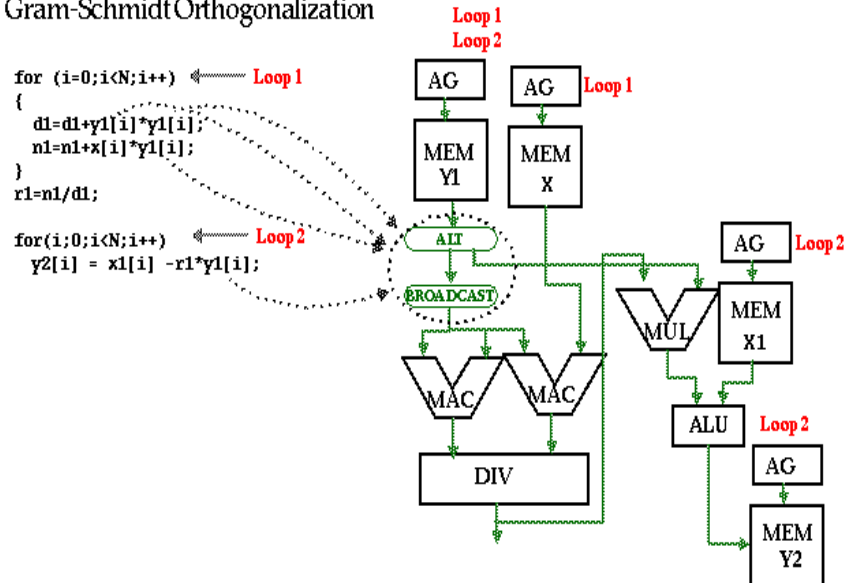 Gram-Schmidt Orthogonalization
for (i=0;i<N;i++)
Loop 1
{
d1=d1+y1[i]*y1[i];
n1=n1+x[i]*y1[i];
}
r1=n1/d1;
for(i;0;i<N;i++)
Loop 2
y2[i] = x1[i] -r1*y1[i];
Loop 1
Loop 2
AG
AG
Loop 1
MEM
Y1
MEM
X
ALT
BROADCAST
MAC
MAC
DIV
AG
Loop 2
MUL
MEM
X1
ALU
Loop 2
AG
MEM
Y2